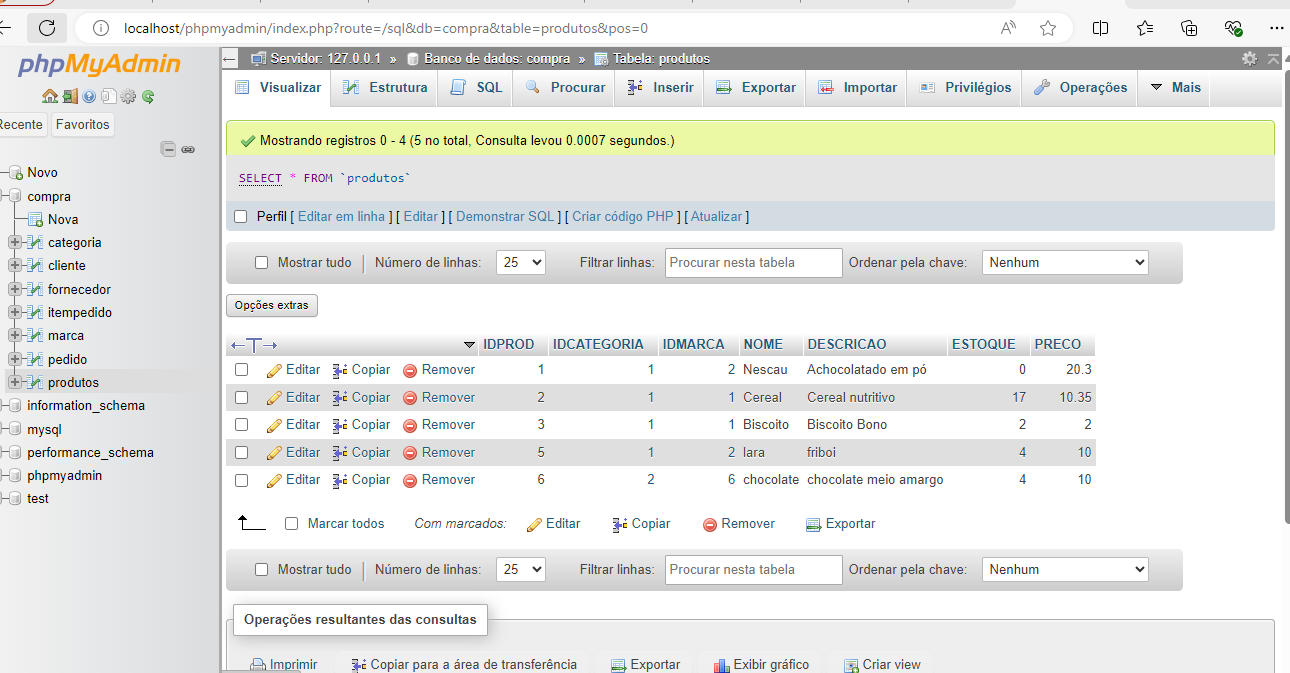 localhost/phpmyadmin/index.php?route=/sql&db=compra&table=produtos&pos=0
phpMyAdmin
Recente Favoritos
Novo
compra
Nova
categoria
cliente
fornecedor
itempedido
marca
pedido
produtos
information_schema
mysql
performance_schema
phpmyadmin
test
Servidor: 127.0.0.1 » Banco de dados: compra » Tabela: produtos
Visualizar Estrutura SQL Procurar Inserir Exportar Importar Privilégios Operações Mais
Mostrando registros 0 - 4 (5 no total, Consulta levou 0.0007 segundos.)
SELECT * FROM `produtos`
Perfil [ Editar em linha ] [ Editar ] [ Demonstrar SQL ] [ Criar código PHP ] [ Atualizar ]
Mostrar tudo | Número de linhas: 25 Filtrar linhas: Procurar nesta tabela Ordenar pela chave: Nenhum
Opções extras
IDPROD IDCATEGORIA IDMARCA NOME DESCRICAO ESTOQUE PRECO
Editar Copiar Remover 1 1 2 Nescau Achocolatado em pó 0 20.3
Editar Copiar Remover 2 1 1 Cereal Cereal nutritivo 17 10.35
Editar Copiar Remover 3 1 1 Biscoito Biscoito Bono 2 2
Editar Copiar Remover 5 1 2 lara friboi 4 10
Editar Copiar Remover 6 2 6 chocolate chocolate meio amargo 4 10
Marcar todos Com marcados: Editar Copiar Remover Exportar
Mostrar tudo | Número de linhas: 25 Filtrar linhas: Procurar nesta tabela Ordenar pela chave: Nenhum
Operações resultantes das consultas
Imprimir Copiar para a área de transferência Exportar Exibir gráfico Criar view